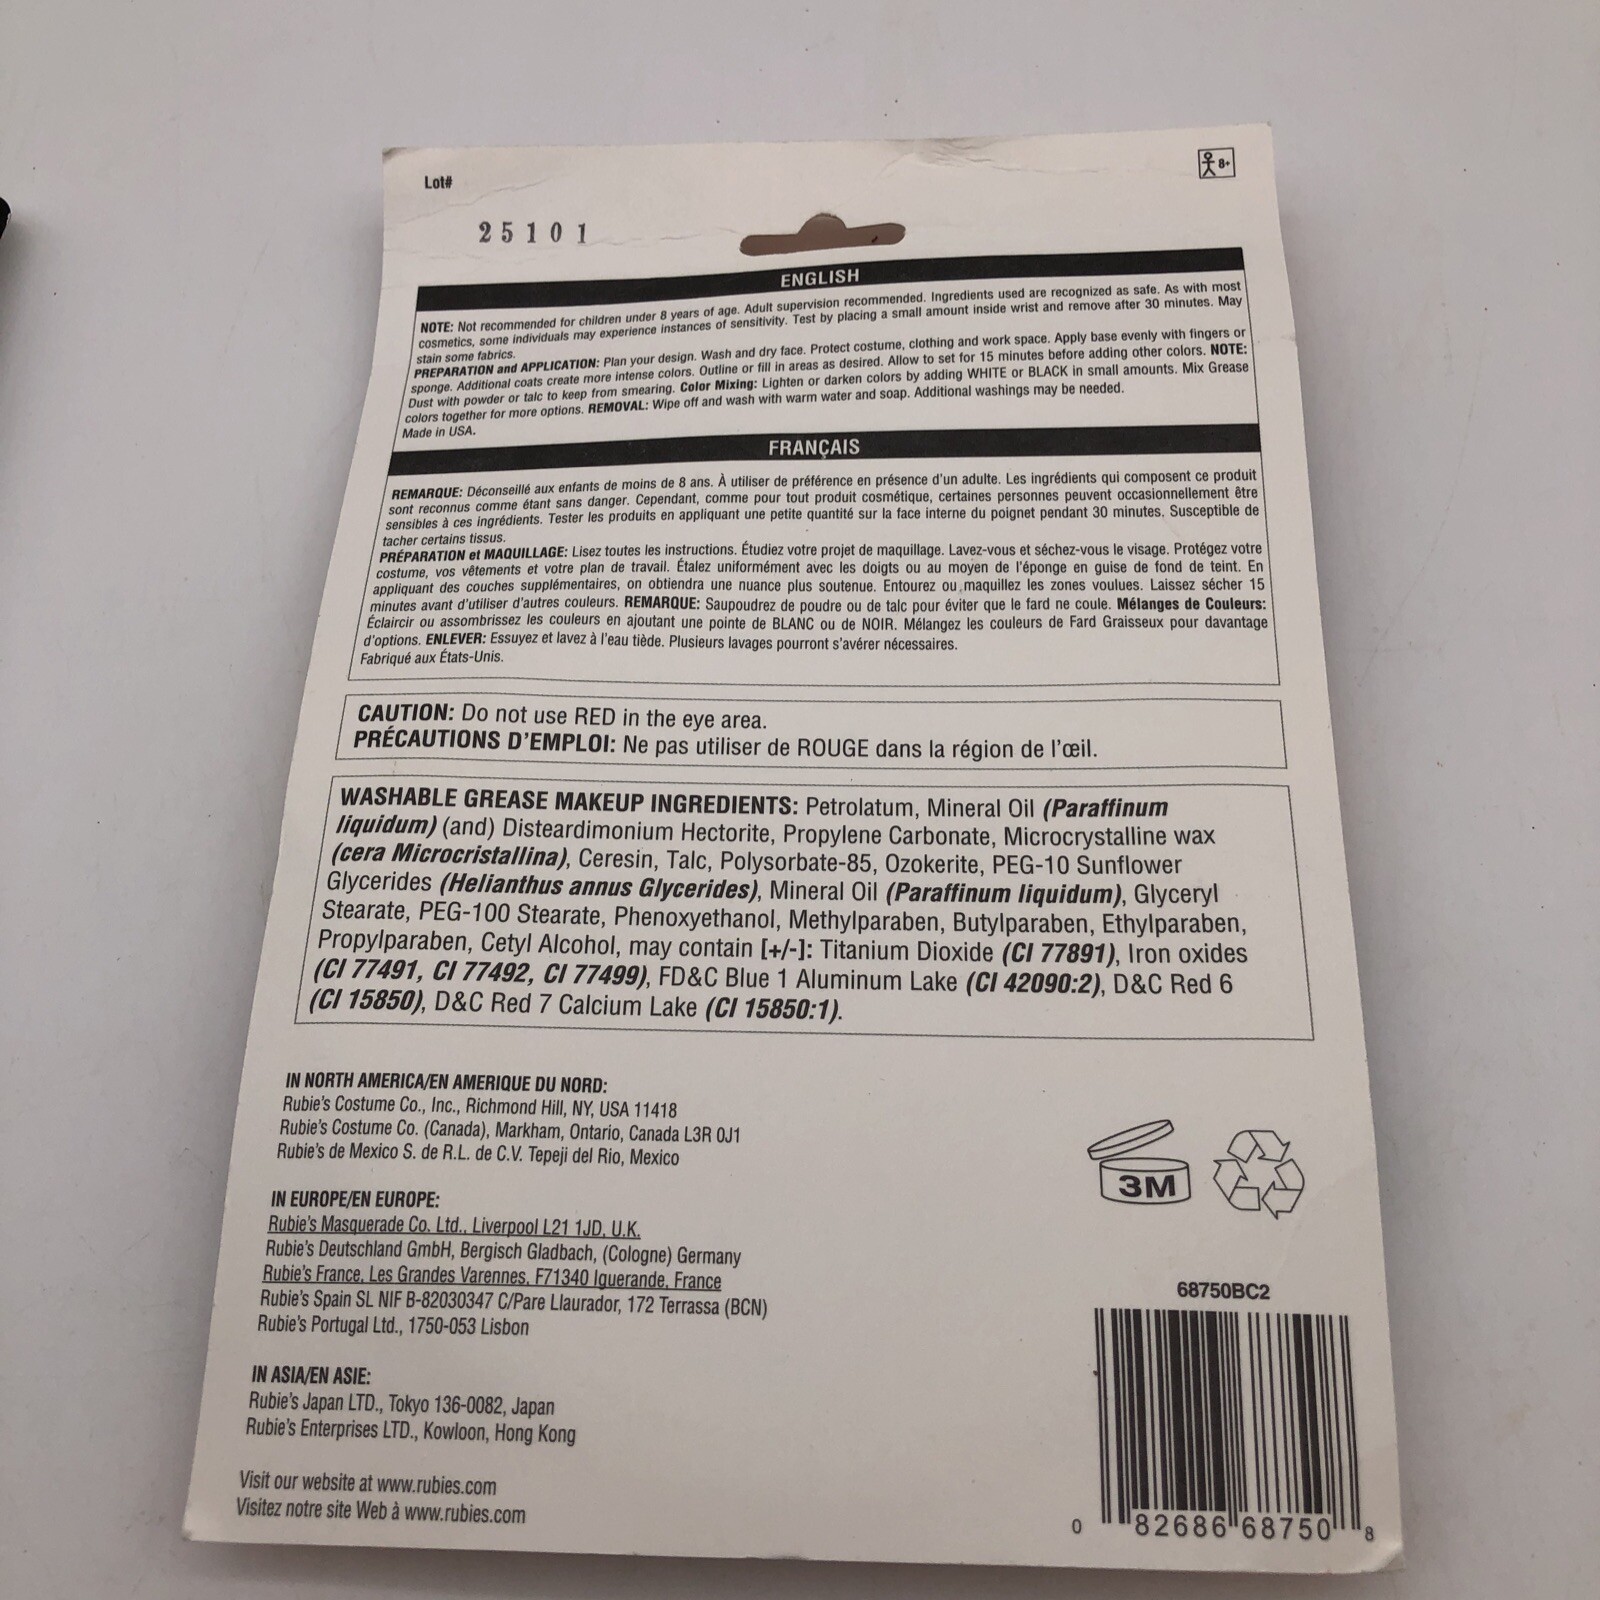 Lot#
8+
25101
ENGLISH
NOTE: Not recommended for children under 8 years of age. Adult supervision recommended. Ingredients used are recognized as safe. As with most
cosmetics, some individuals may experience instances of sensitivity. Test by placing a small amount inside wrist and remove after 30 minutes. May
stain some fabrics.
PREPARATION and APPLICATION: Plan your design. Wash and dry face. Protect costume, clothing and work space. Apply base evenly with fingers or
sponge. Additional coats create more intense colors. Outline or fill in areas as desired. Allow to set for 15 minutes before adding other colors. NOTE:
Dust with powder or talc to keep from smearing. Color Mixing: Lighten or darken colors by adding WHITE or BLACK in small amounts. Mix Grease
colors together for more options. REMOVAL: Wipe off and wash with warm water and soap. Additional washings may be needed.
Made in USA.
FRANÇAIS
REMARQUE: Déconseillé aux enfants de moins de 8 ans. À utiliser de préférence en présence d'un adulte. Les ingrédients qui composent ce produit
sont reconnus comme étant sans danger. Cependant, comme pour tout produit cosmétique, certaines personnes peuvent occasionnellement être
sensibles à ces ingrédients. Tester les produits en appliquant une petite quantité sur la face interne du poignet pendant 30 minutes. Susceptible de
tacher certains tissus.
PRÉPARATION et MAQUILLAGE: Lisez toutes les instructions. Étudiez votre projet de maquillage. Lavez-vous et séchez-vous le visage. Protégez votre
costume, vos vêtements et votre plan de travail. Étalez uniformément avec les doigts ou au moyen de l'éponge en guise de fond de teint. En
appliquant des couches supplémentaires, on obtiendra une nuance plus soutenue. Entourez ou maquillez les zones voulues. Laissez sécher 15
minutes avant d'utiliser d'autres couleurs. REMARQUE: Saupoudrez de poudre ou de talc pour éviter que le fard ne coule. Mélanges de Couleurs:
Éclaircir ou assombrissez les couleurs en ajoutant une pointe de BLANC ou de NOIR. Mélangez les couleurs de Fard Graisseux pour davantage
d'options. ENLEVER: Essuyez et lavez à l'eau tiède. Plusieurs lavages pourront s'avérer nécessaires.
Fabriqué aux États-Unis.
CAUTION: Do not use RED in the eye area.
PRÉCAUTIONS D'EMPLOI: Ne pas utiliser de ROUGE dans la région de l'œil.
WASHABLE GREASE MAKEUP INGREDIENTS: Petrolatum, Mineral Oil (Paraffinum
liquidum) (and) Disteardimonium Hectorite, Propylene Carbonate, Microcrystalline wax
(cera Microcristallina), Ceresin, Talc, Polysorbate-85, Ozokerite, PEG-10 Sunflower
Glycerides (Helianthus annus Glycerides), Mineral Oil (Paraffinum liquidum), Glyceryl
Stearate, PEG-100 Stearate, Phenoxyethanol, Methylparaben, Butylparaben, Ethylparaben,
Propylparaben, Cetyl Alcohol, may contain [+/-]: Titanium Dioxide (CI 77891), Iron oxides
(CI 77491, CI 77492, CI 77499), FD&C Blue 1 Aluminum Lake (CI 42090:2), D&C Red 6
(CI 15850), D&C Red 7 Calcium Lake (CI 15850:1).
IN NORTH AMERICA/EN AMERIQUE DU NORD:
Rubie's Costume Co., Inc., Richmond Hill, NY, USA 11418
Rubie's Costume Co. (Canada), Markham, Ontario, Canada L3R 0J1
Rubie's de Mexico S. de R.L. de C.V. Tepeji del Rio, Mexico
IN EUROPE/EN EUROPE:
Rubie's Masquerade Co. Ltd., Liverpool L21 1JD, U.K.
Rubie's Deutschland GmbH, Bergisch Gladbach, (Cologne) Germany
Rubie's France, Les Grandes Varennes, F71340 Iguerande, France
Rubie's Spain SL NIF B-82030347 C/Pare Llaurador, 172 Terrassa (BCN)
Rubie's Portugal Ltd., 1750-053 Lisbon
IN ASIA/EN ASIE:
Rubie's Japan LTD., Tokyo 136-0082, Japan
Rubie's Enterprises LTD., Kowloon, Hong Kong
Visit our website at www.rubies.com
Visitez notre site Web à www.rubies.com
3M
68750BC2
0 82686 68750 8